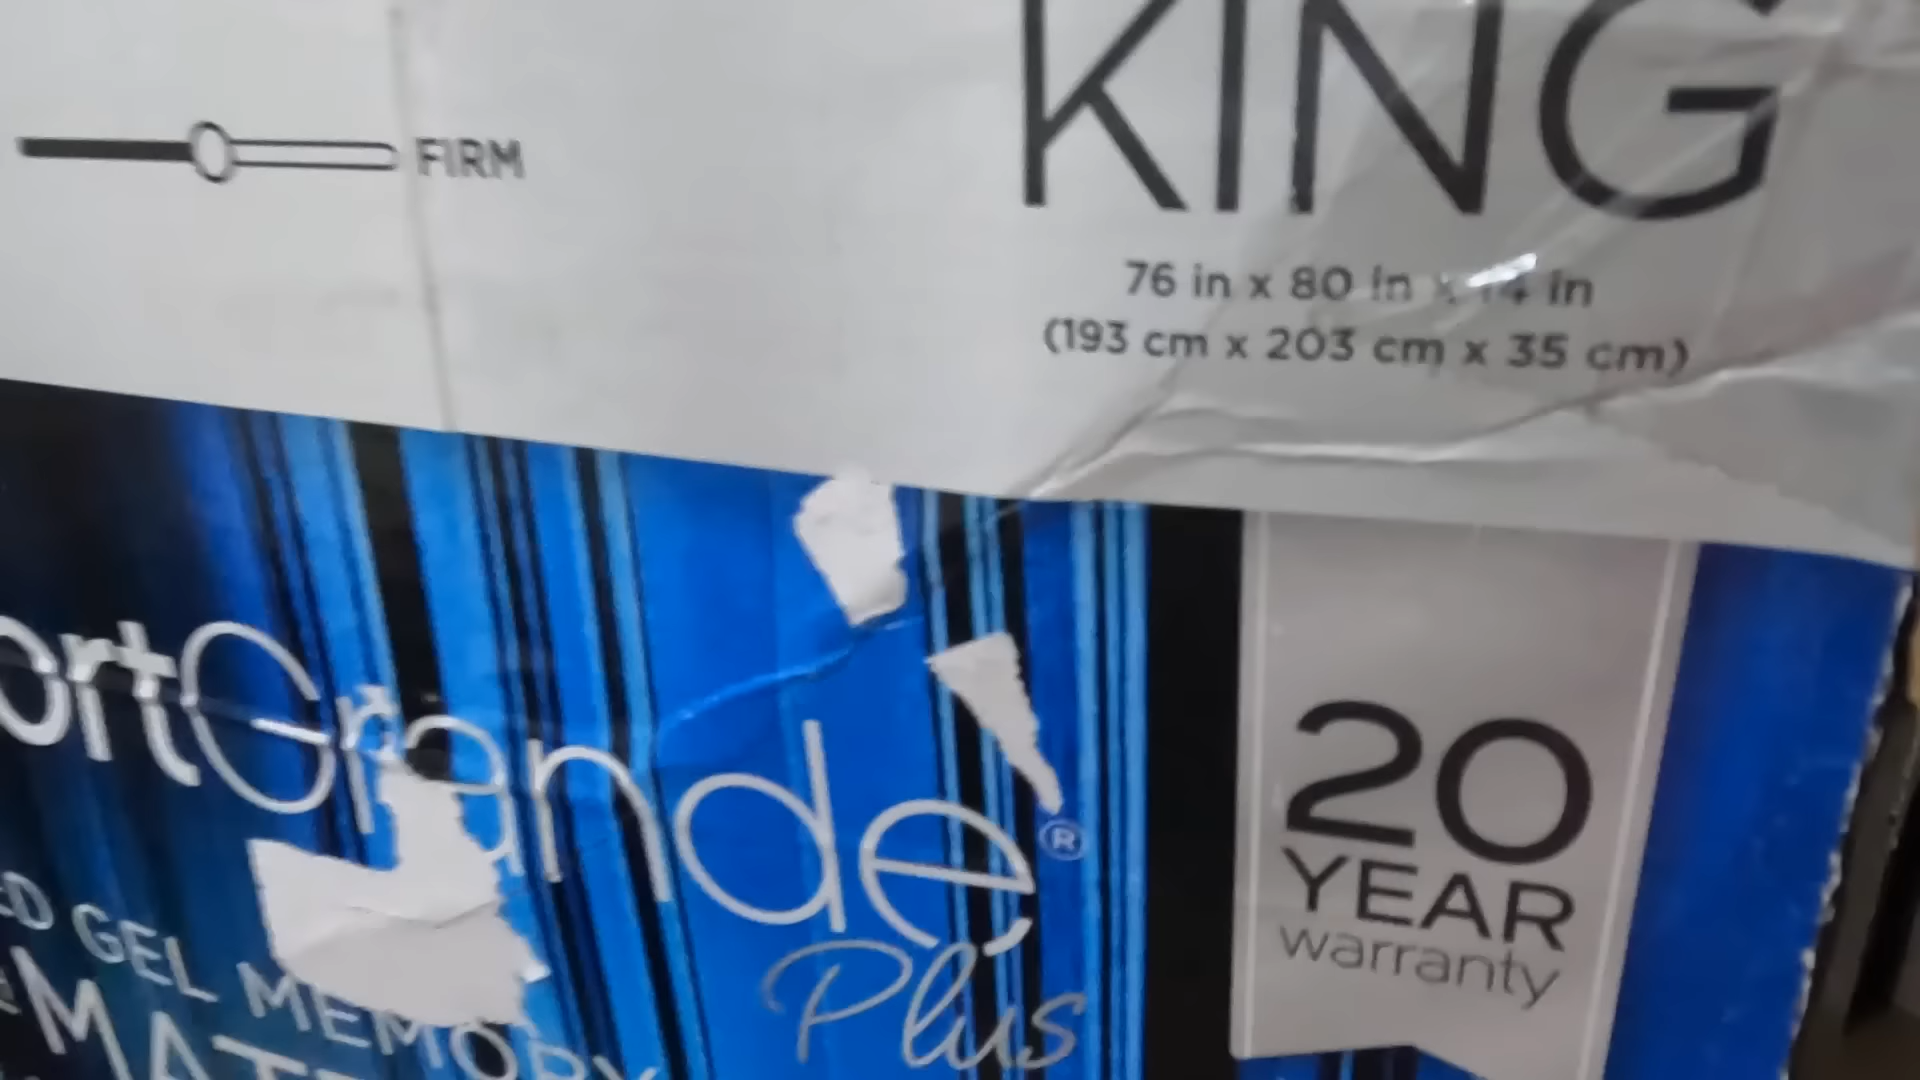 KING
FIRM
76 in x 80 in x 14 in
(193 cm x 203 cm x 35 cm)
ortGrande®
Plus
ED GEL MEMORY
20
YEAR
warranty